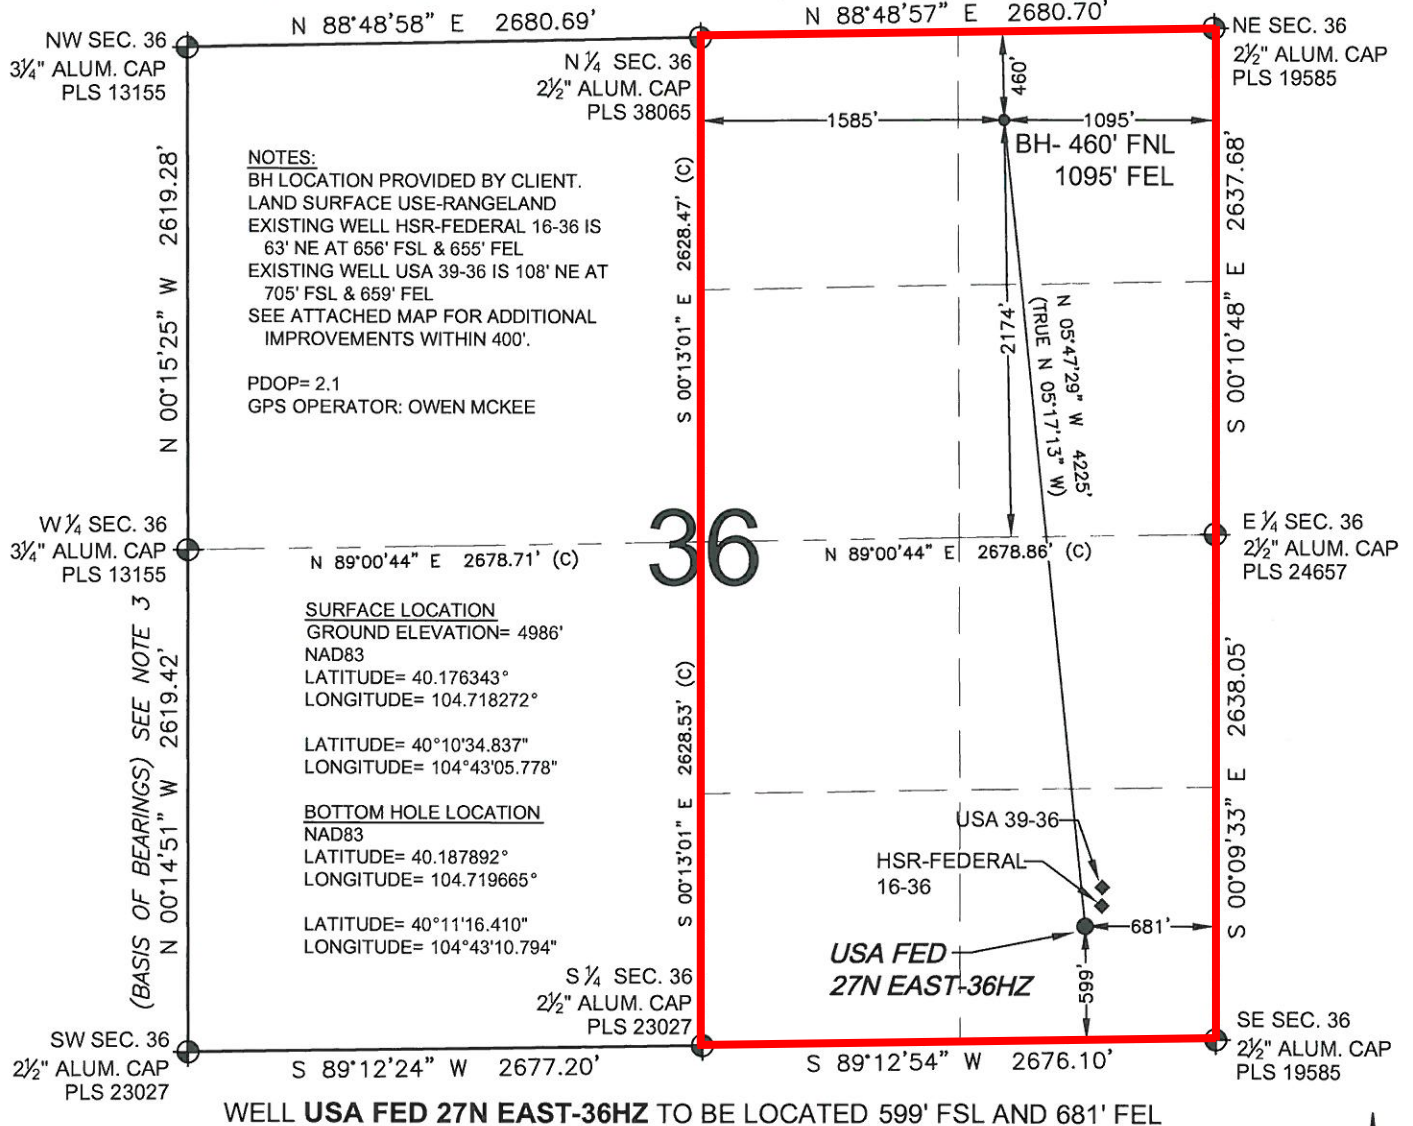 N 88°48'58" E 2680.69'
N 88°48'57" E 2680.70'
NW SEC. 36
3¼" ALUM. CAP
PLS 13155
N ¼ SEC. 36
2½" ALUM. CAP
PLS 38065
NE SEC. 36
2½" ALUM. CAP
PLS 19585
460'
1585'
1095'
BH- 460' FNL
1095' FEL
N 00°15'25" W 2619.28'
NOTES:
BH LOCATION PROVIDED BY CLIENT.
LAND SURFACE USE-RANGELAND
EXISTING WELL HSR-FEDERAL 16-36 IS
63' NE AT 656' FSL & 655' FEL
EXISTING WELL USA 39-36 IS 108' NE AT
705' FSL & 659' FEL
SEE ATTACHED MAP FOR ADDITIONAL
IMPROVEMENTS WITHIN 400'.
PDOP= 2.1
GPS OPERATOR: OWEN MCKEE
S 00°13'01" E 2628.47' (C)
2174'
N 05°47'29" W 4225'
(TRUE N 05°17'13" W)
S 00°10'48" E 2637.68'
W ¼ SEC. 36
3¼" ALUM. CAP
PLS 13155
36
N 89°00'44" E 2678.71' (C)
N 89°00'44" E 2678.86' (C)
E ¼ SEC. 36
2½" ALUM. CAP
PLS 24657
(BASIS OF BEARINGS) SEE NOTE 3
N 00°14'51" W 2619.42'
SURFACE LOCATION
GROUND ELEVATION= 4986'
NAD83
LATITUDE= 40.176343°
LONGITUDE= 104.718272°
LATITUDE= 40°10'34.837"
LONGITUDE= 104°43'05.778"
BOTTOM HOLE LOCATION
NAD83
LATITUDE= 40.187892°
LONGITUDE= 104.719665°
LATITUDE= 40°11'16.410"
LONGITUDE= 104°43'10.794"
S 00°13'01" E 2628.53' (C)
S 00°09'33" E 2638.05'
USA 39-36
HSR-FEDERAL
16-36
681'
USA FED
27N EAST-36HZ
599'
S ¼ SEC. 36
2½" ALUM. CAP
PLS 23027
SW SEC. 36
2½" ALUM. CAP
PLS 23027
SE SEC. 36
2½" ALUM. CAP
PLS 19585
S 89°12'24" W 2677.20'
S 89°12'54" W 2676.10'
WELL USA FED 27N EAST-36HZ TO BE LOCATED 599' FSL AND 681' FEL